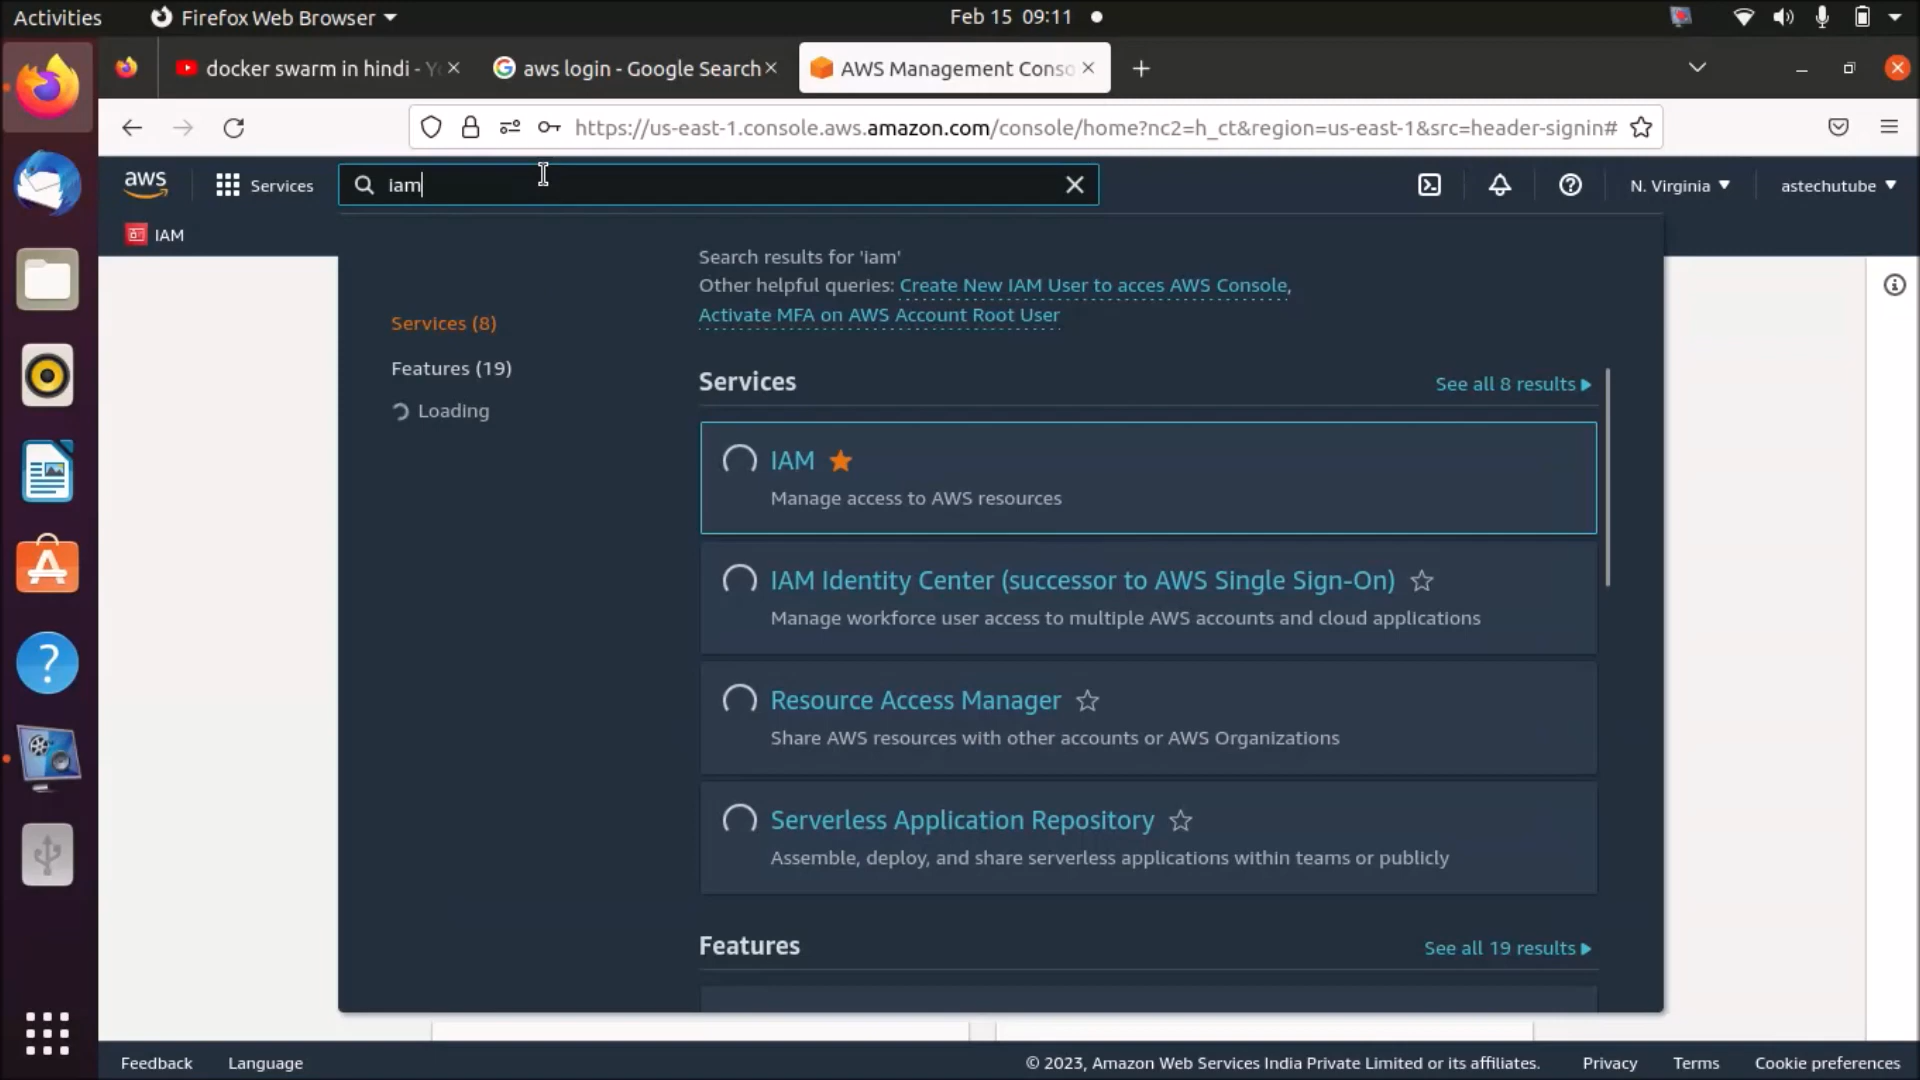 Activities
Firefox Web Browser
Feb 15 09:11
docker swarm in hindi - Y
aws login - Google Search
AWS Management Conso
https://us-east-1.console.aws.amazon.com/console/home?nc2=h_ct&region=us-east-1&src=header-signin#
aws
Services
iam
N. Virginia
astechutube
IAM
Search results for 'iam'
Other helpful queries: Create New IAM User to acces AWS Console,
Activate MFA on AWS Account Root User
Services (8)
Features (19)
Loading
Services
See all 8 results
IAM
Manage access to AWS resources
IAM Identity Center (successor to AWS Single Sign-On)
Manage workforce user access to multiple AWS accounts and cloud applications
Resource Access Manager
Share AWS resources with other accounts or AWS Organizations
Serverless Application Repository
Assemble, deploy, and share serverless applications within teams or publicly
Features
See all 19 results
Feedback
Language
© 2023, Amazon Web Services India Private Limited or its affiliates.
Privacy
Terms
Cookie preferences